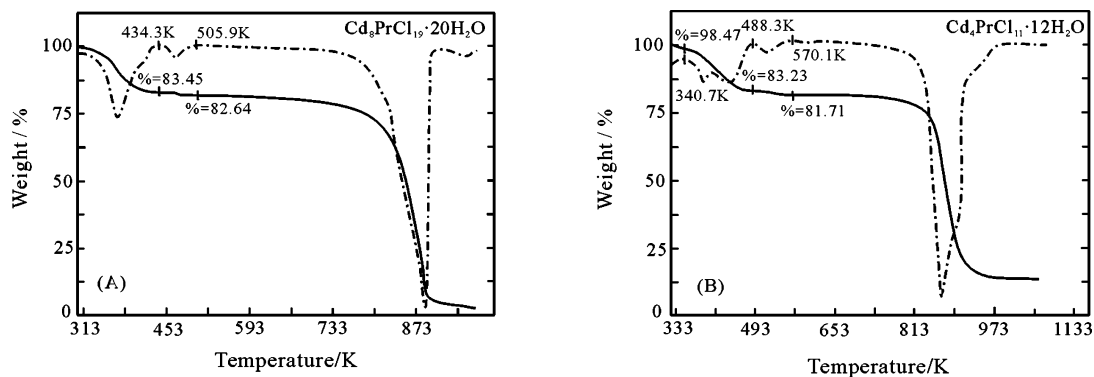 Cd₈PrCl₁₉·20H₂O
434.3K
505.9K
%=83.45
%=82.64
100
75
50
25
0
Weight / %
(A)
313 453 593 733 873
Temperature/K
Cd₄PrCl₁₁·12H₂O
%=98.47
488.3K
570.1K
%=83.23
340.7K
%=81.71
100
75
50
25
0
Weight / %
(B)
333 493 653 813 973 1133
Temperature/K